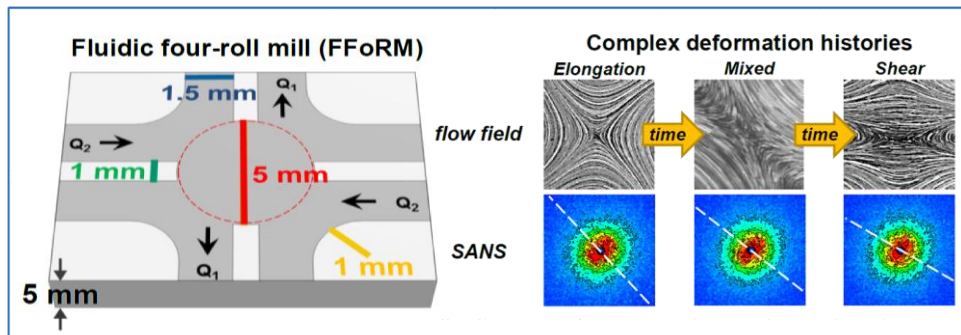 Fluidic four-roll mill (FFoRM)
1.5 mm
Q1
Q2
1 mm
5 mm
Q2
Q1
1 mm
5 mm
Complex deformation histories
Elongation Mixed Shear
flow field
time
time
SANS